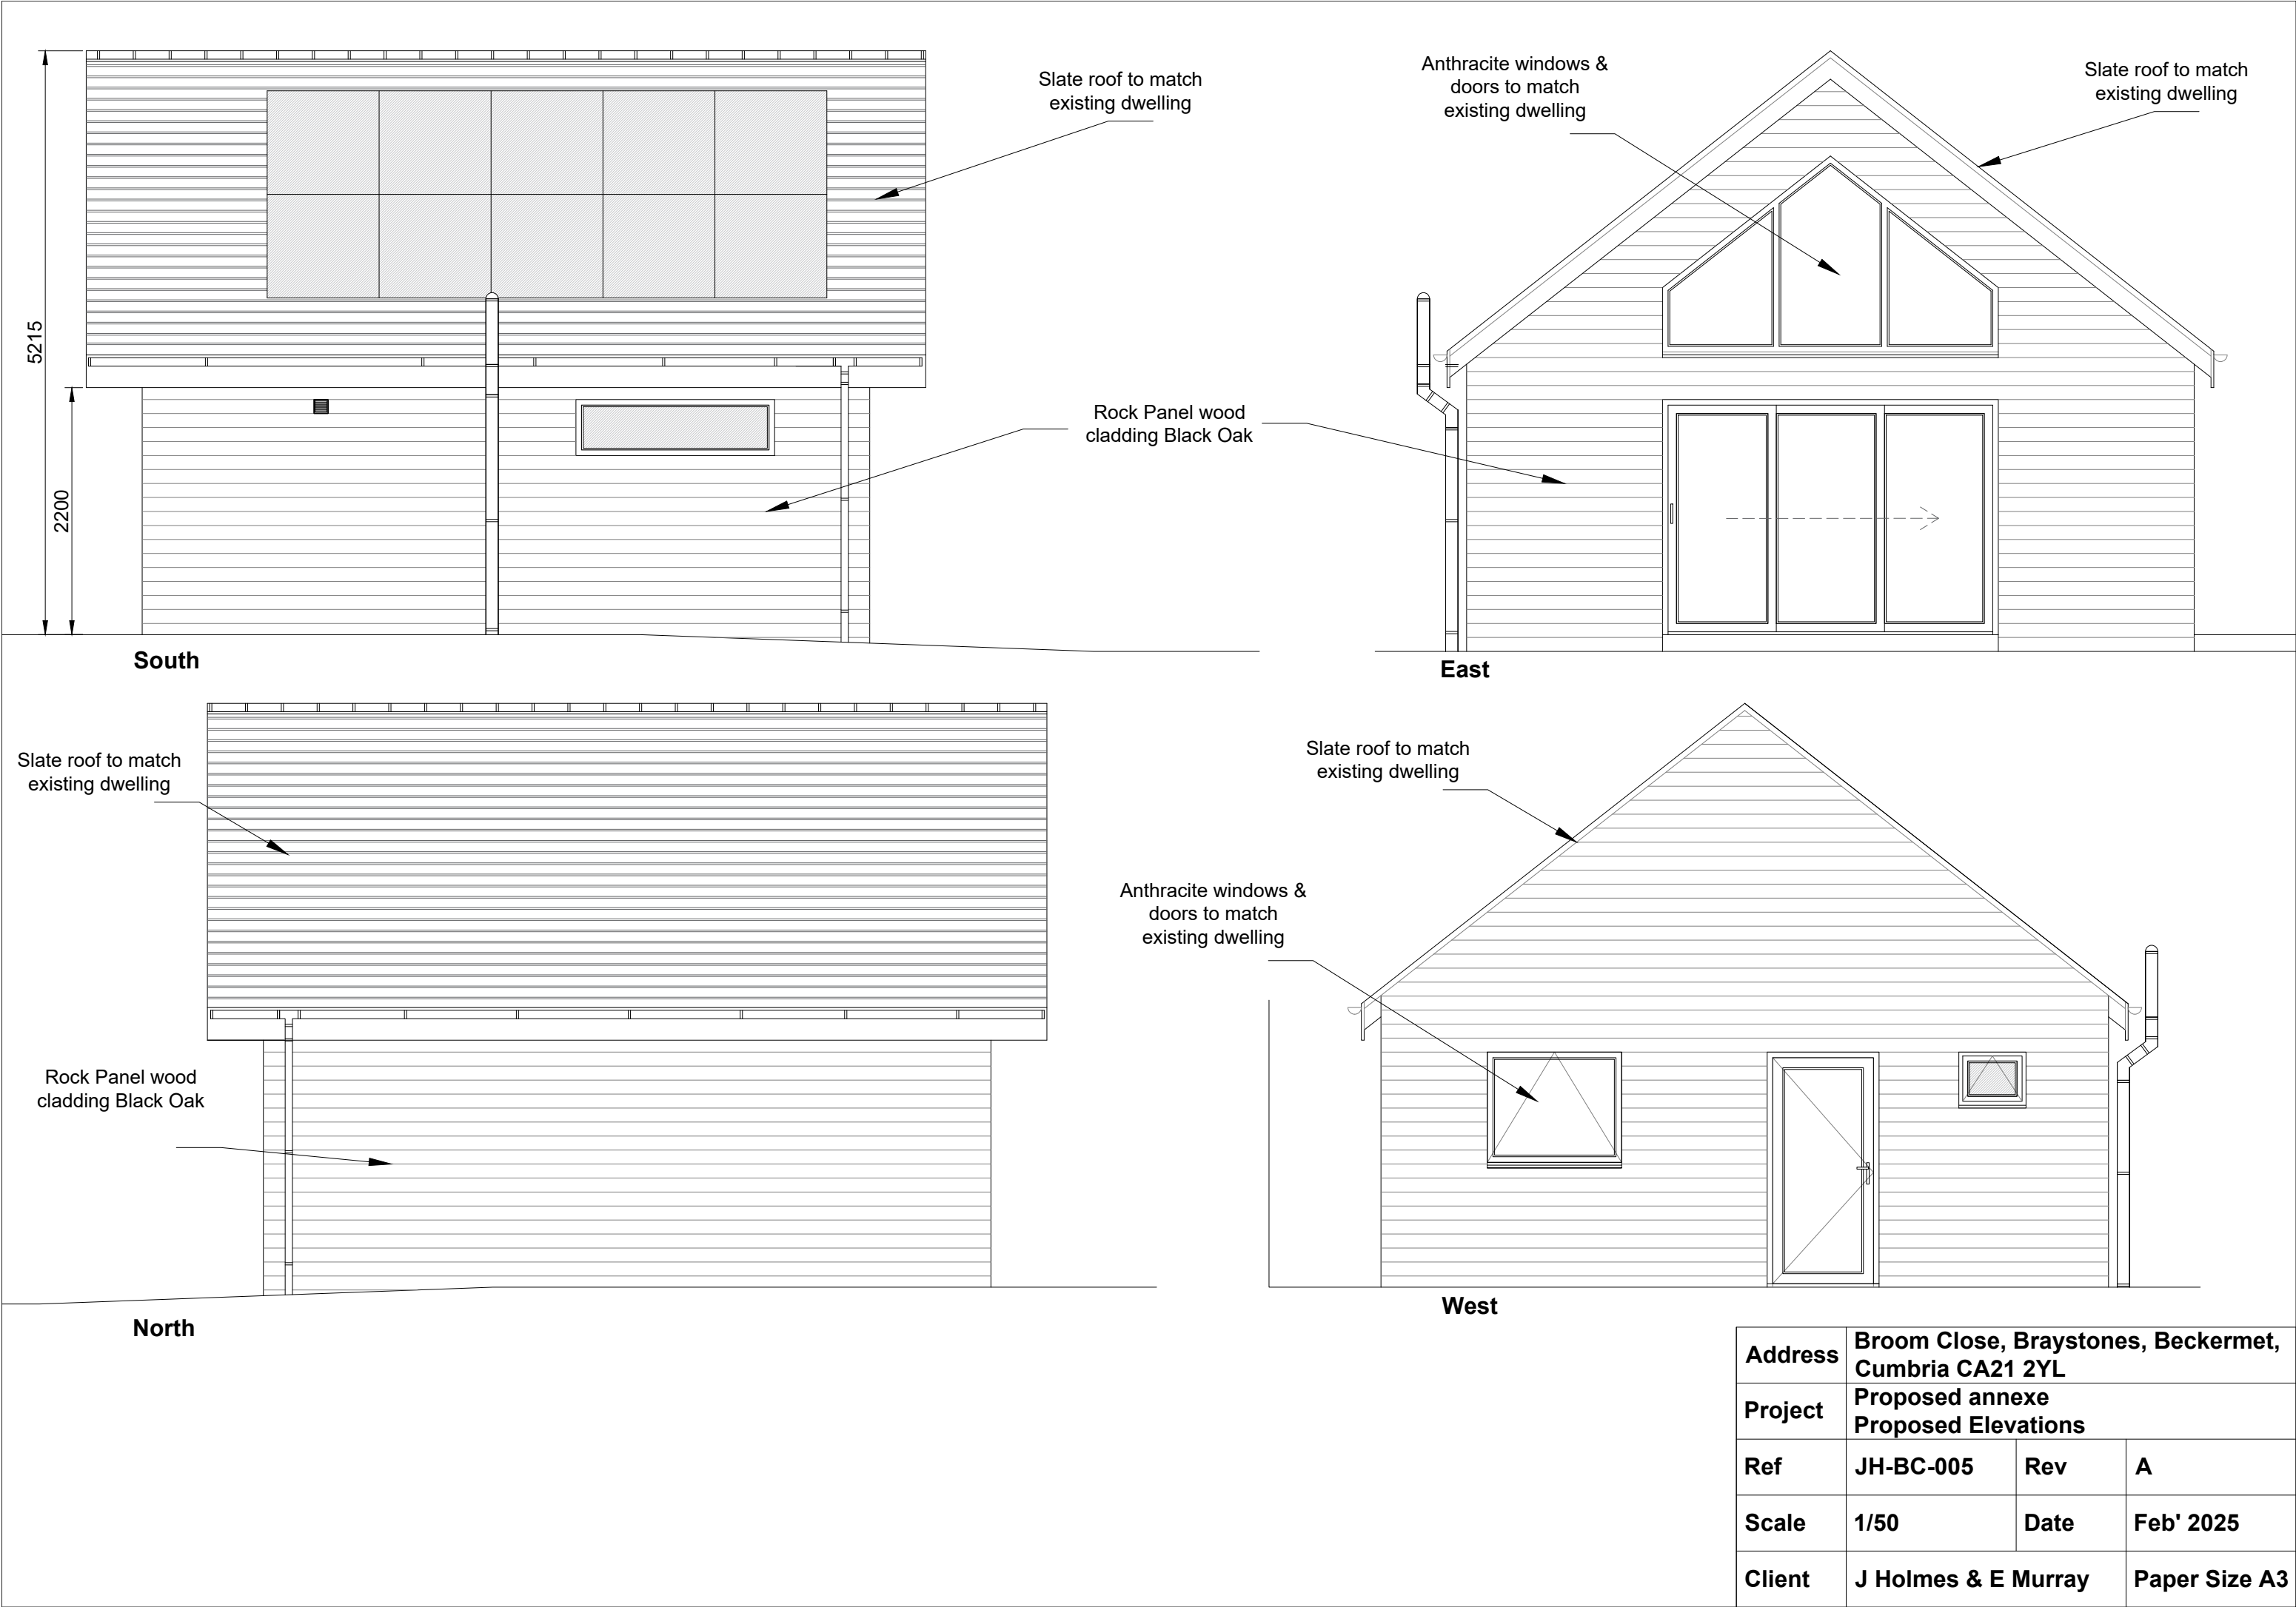 Slate roof to match
existing dwelling
Anthracite windows &
doors to match
existing dwelling
Slate roof to match
existing dwelling
5215
2200
Rock Panel wood
cladding Black Oak
South
East
Slate roof to match
existing dwelling
Slate roof to match
existing dwelling
Anthracite windows &
doors to match
existing dwelling
Rock Panel wood
cladding Black Oak
North
West
Address Broom Close, Braystones, Beckermet,
Cumbria CA21 2YL
Project Proposed annexe
Proposed Elevations
Ref JH-BC-005 Rev A
Scale 1/50 Date Feb' 2025
Client J Holmes & E Murray Paper Size A3